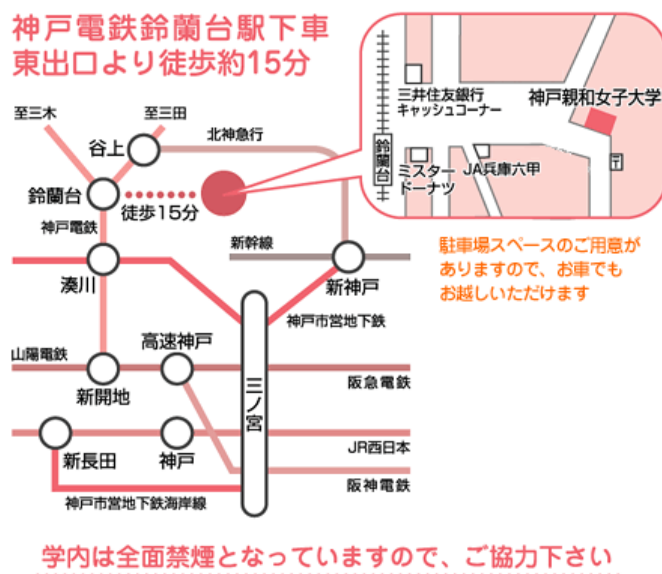 神戸電鉄鈴蘭台駅下車
東出口より徒歩約15分
三井住友銀行
キャッシュコーナー
神戸親和女子大学
鈴蘭台
ミスター
ドーナツ
JA兵庫六甲
〒
駐車場スペースのご用意が
ありますので、お車でも
お越しいただけます
至三木
至三田
谷上
北神急行
鈴蘭台
徒歩15分
神戸電鉄
新幹線
湊川
新神戸
神戸市営地下鉄
山陽電鉄
高速神戸
三ノ宮
新開地
阪急電鉄
新長田
神戸
JR西日本
阪神電鉄
神戸市営地下鉄海岸線
学内は全面禁煙となっていますので、ご協力下さい